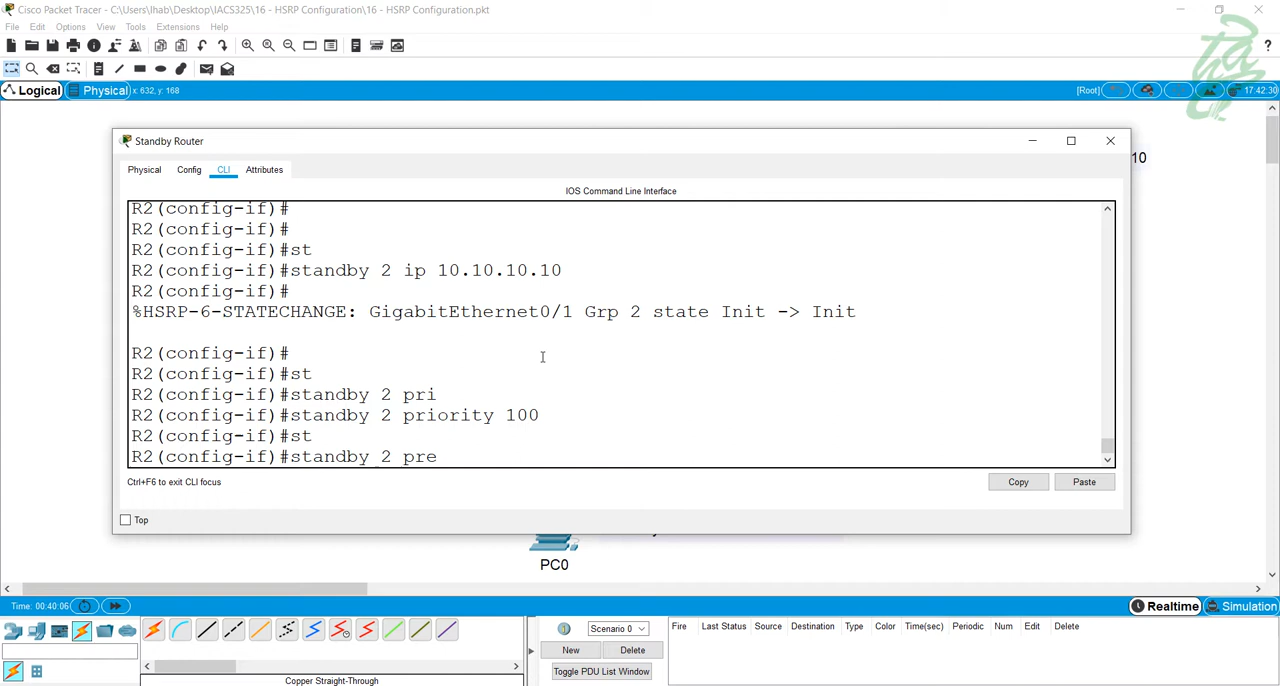 Cisco Packet Tracer - C:\Users\Ihab\Desktop\IACS325\16 - HSRP Configuration\16 - HSRP Configuration.pkt
File Edit Options View Tools Extensions Help
Logical Physical x: 632, y: 168 [Root] 17:42:30
10
Standby Router
Physical Config CLI Attributes
IOS Command Line Interface
R2(config-if)#
R2(config-if)#
R2(config-if)#st
R2(config-if)#standby 2 ip 10.10.10.10
R2(config-if)#
%HSRP-6-STATECHANGE: GigabitEthernet0/1 Grp 2 state Init -> Init
R2(config-if)#
R2(config-if)#st
R2(config-if)#standby 2 pri
R2(config-if)#standby 2 priority 100
R2(config-if)#st
R2(config-if)#standby 2 pre
Ctrl+F6 to exit CLI focus
Copy Paste
Top
PC0
Time: 00:40:06 Realtime Simulation
Scenario 0
New Delete
Toggle PDU List Window
Fire Last Status Source Destination Type Color Time(sec) Periodic Num Edit Delete
Copper Straight-Through